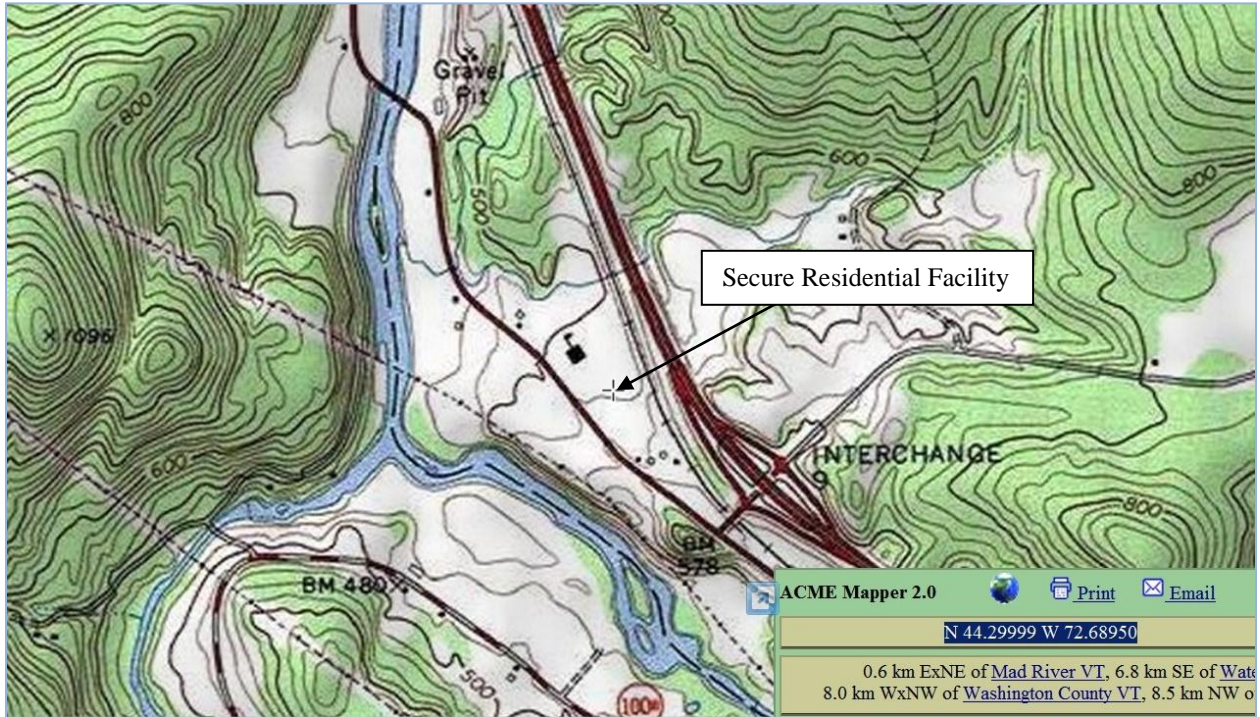 Gravel
Pit
800
500
600
800
Secure Residential Facility
1096
INTERCHANGE
9
600
800
BM
578
BM 480
ACME Mapper 2.0 Print Email
N 44.29999 W 72.68950
500
0.6 km ExNE of Mad River VT, 6.8 km SE of
8.0 km WxNW of Washington County VT, 8.5 km NW
100